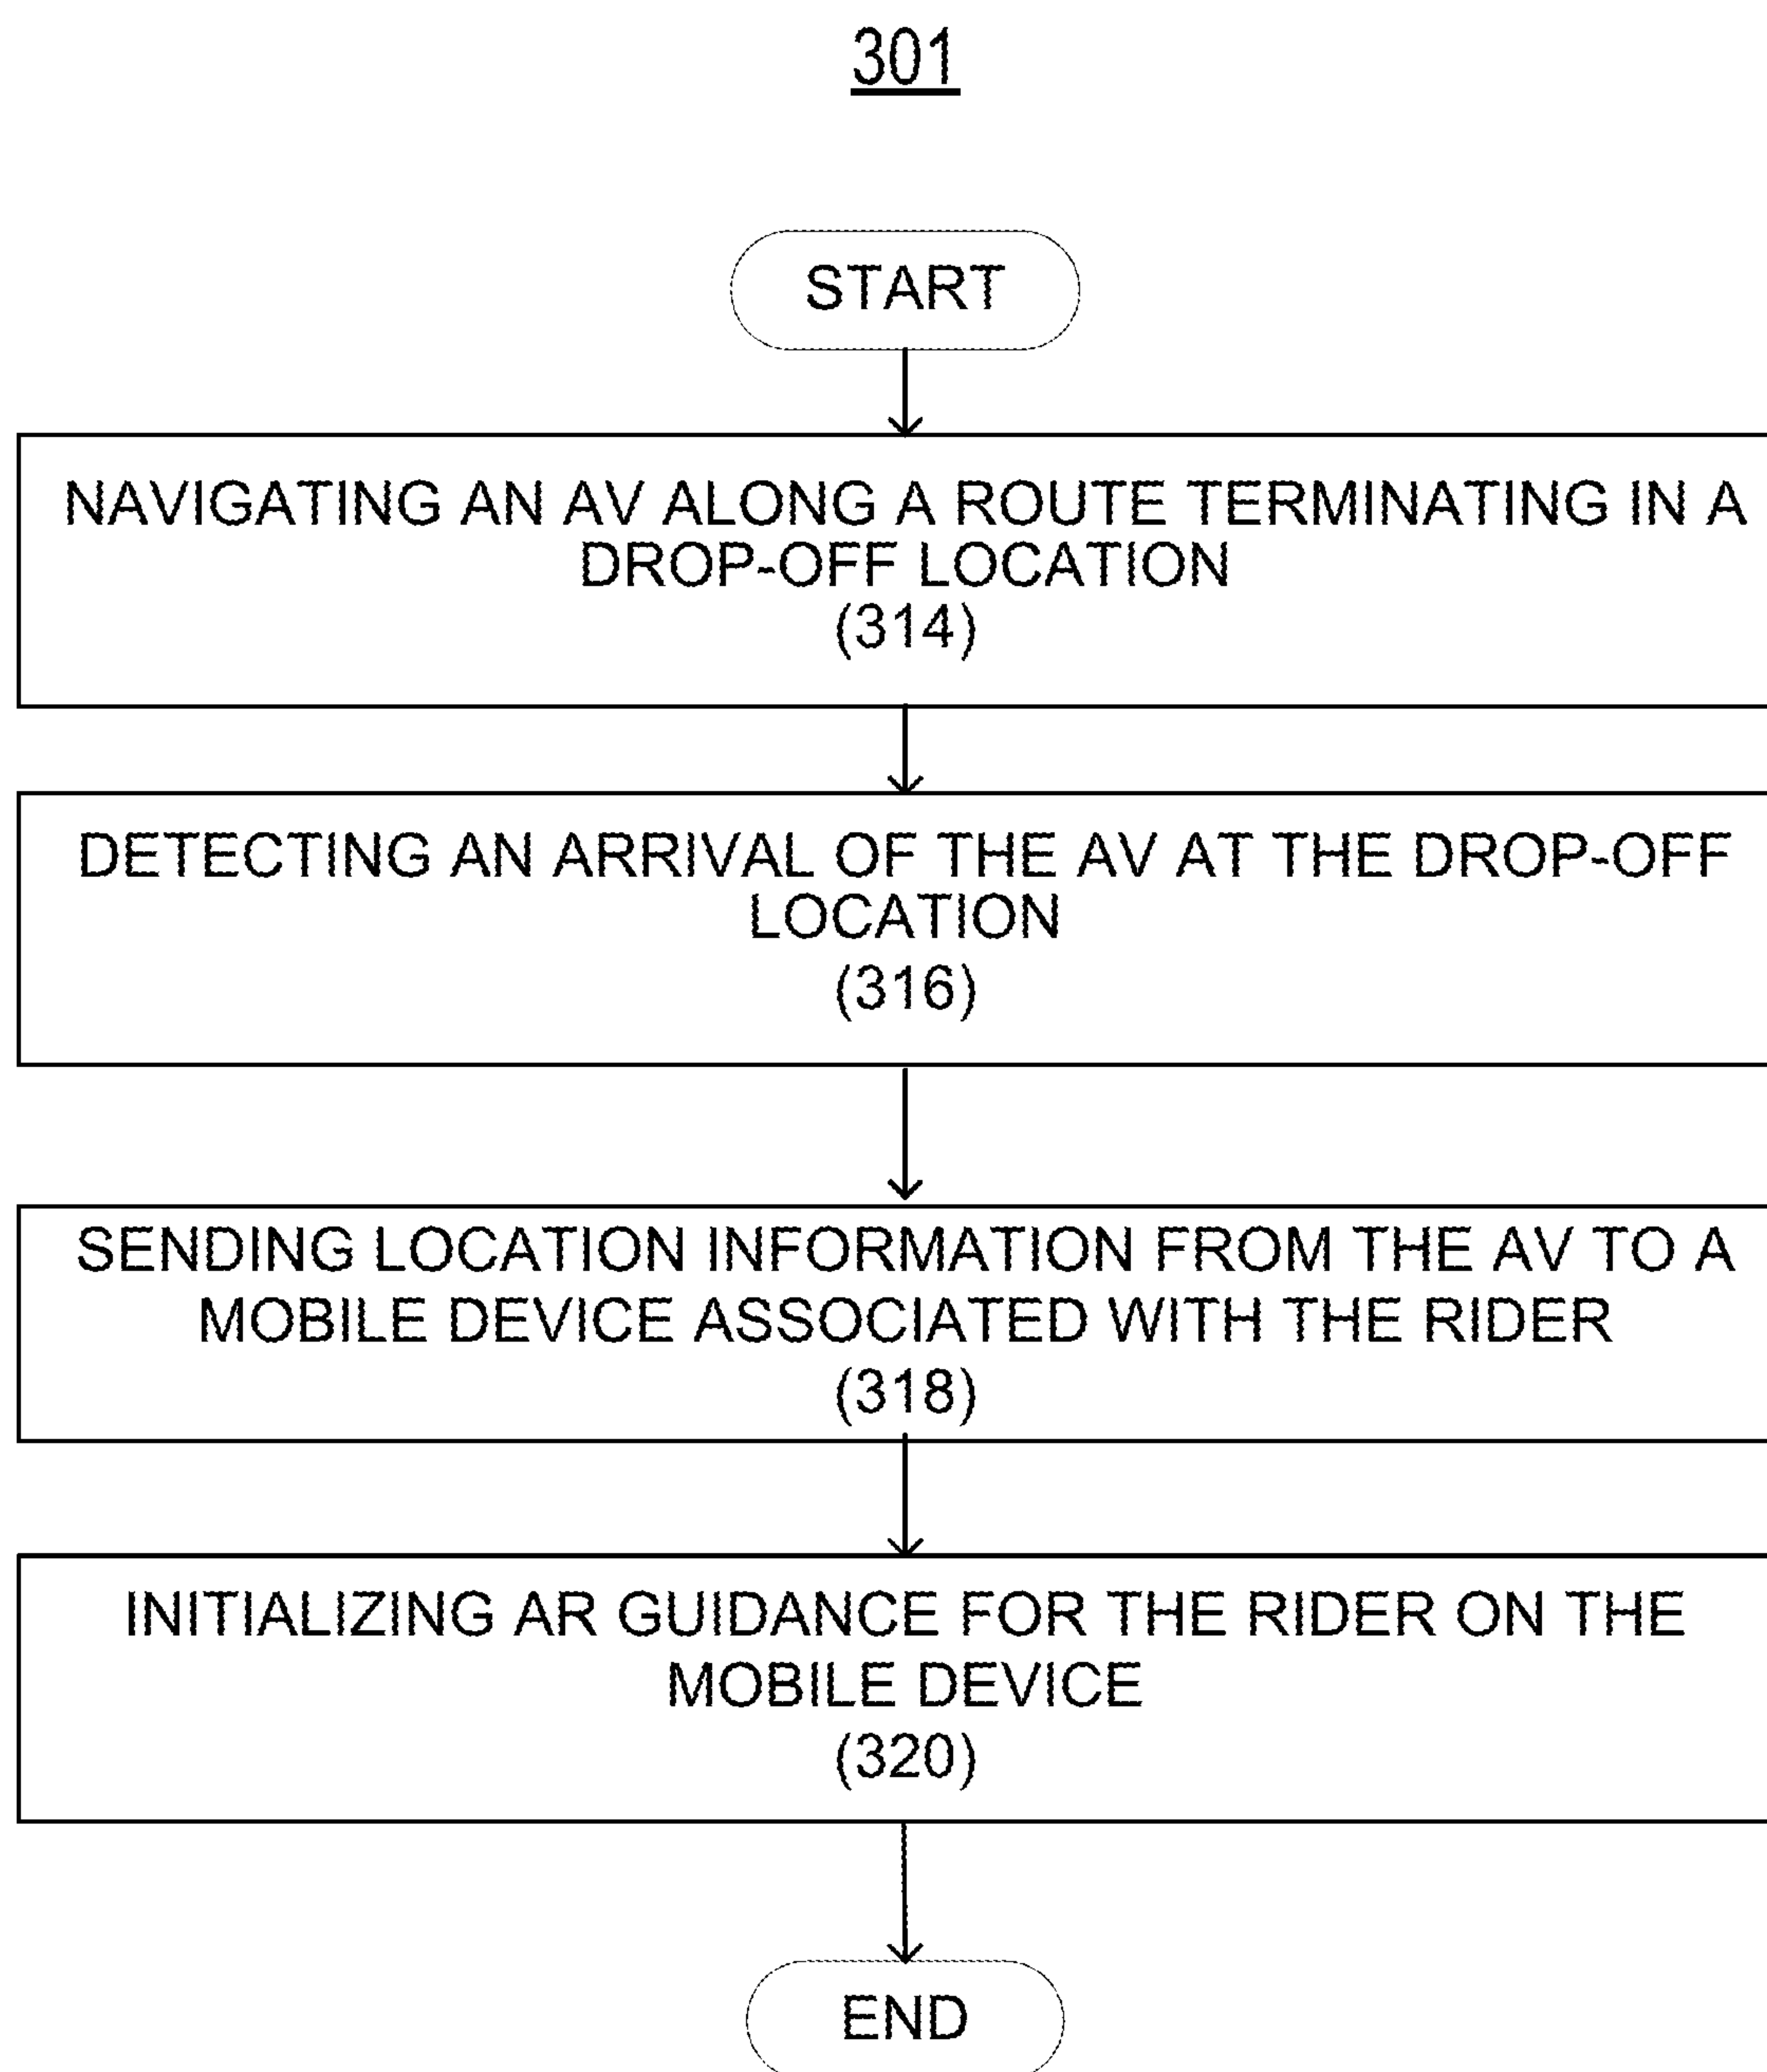 301
START
NAVIGATING AN AV ALONG A ROUTE TERMINATING IN A
DROP-OFF LOCATION
(314)
DETECTING AN ARRIVAL OF THE AV AT THE DROP-OFF
LOCATION
(316)
SENDING LOCATION INFORMATION FROM THE AV TO A
MOBILE DEVICE ASSOCIATED WITH THE RIDER
(318)
INITIALIZING AR GUIDANCE FOR THE RIDER ON THE
MOBILE DEVICE
(320)
END